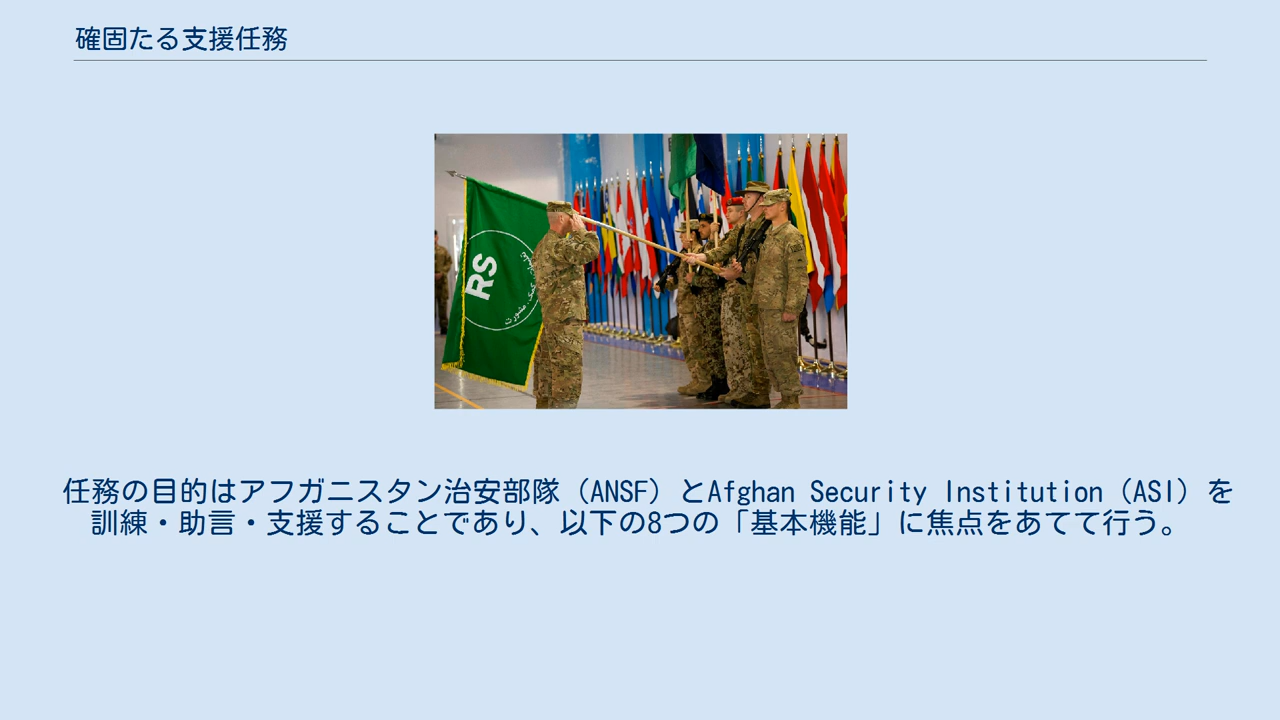 確固たる支援任務
RS
任務の目的はアフガニスタン治安部隊（ANSF）とAfghan Security Institution（ASI）を
訓練・助言・支援することであり、以下の8つの「基本機能」に焦点をあてて行う。